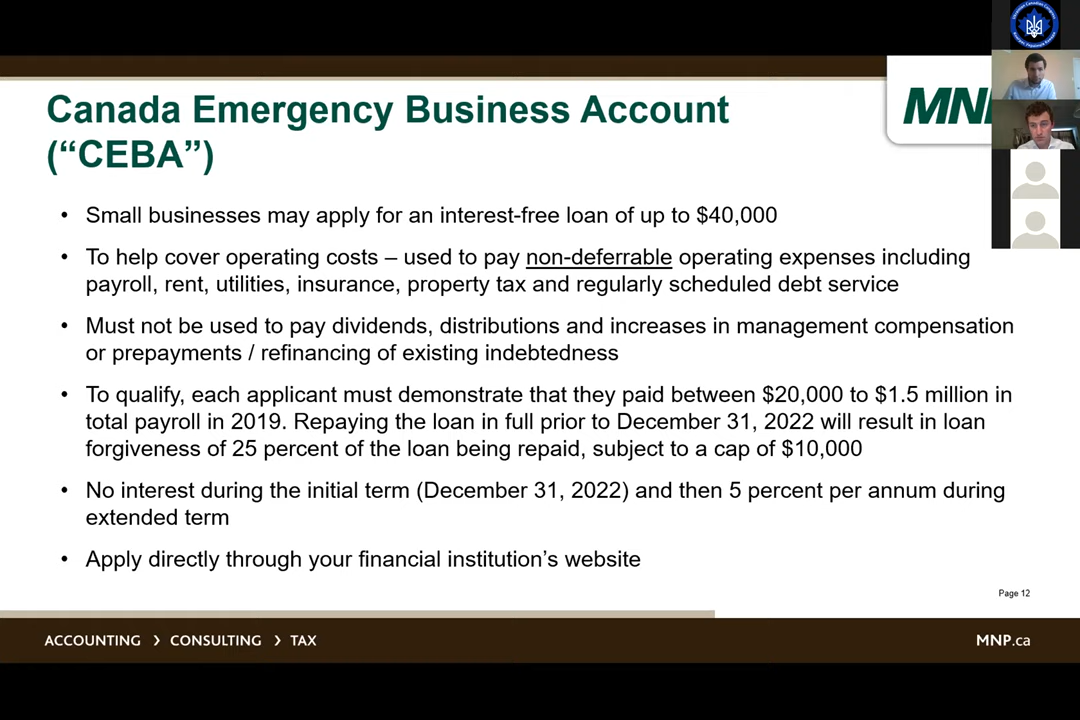 Canada Emergency Business Account
(“CEBA”)
MNP
• Small businesses may apply for an interest-free loan of up to $40,000
• To help cover operating costs – used to pay non-deferrable operating expenses including
payroll, rent, utilities, insurance, property tax and regularly scheduled debt service
• Must not be used to pay dividends, distributions and increases in management compensation
or prepayments / refinancing of existing indebtedness
• To qualify, each applicant must demonstrate that they paid between $20,000 to $1.5 million in
total payroll in 2019. Repaying the loan in full prior to December 31, 2022 will result in loan
forgiveness of 25 percent of the loan being repaid, subject to a cap of $10,000
• No interest during the initial term (December 31, 2022) and then 5 percent per annum during
extended term
• Apply directly through your financial institution’s website
Page 12
ACCOUNTING › CONSULTING › TAX
MNP.ca